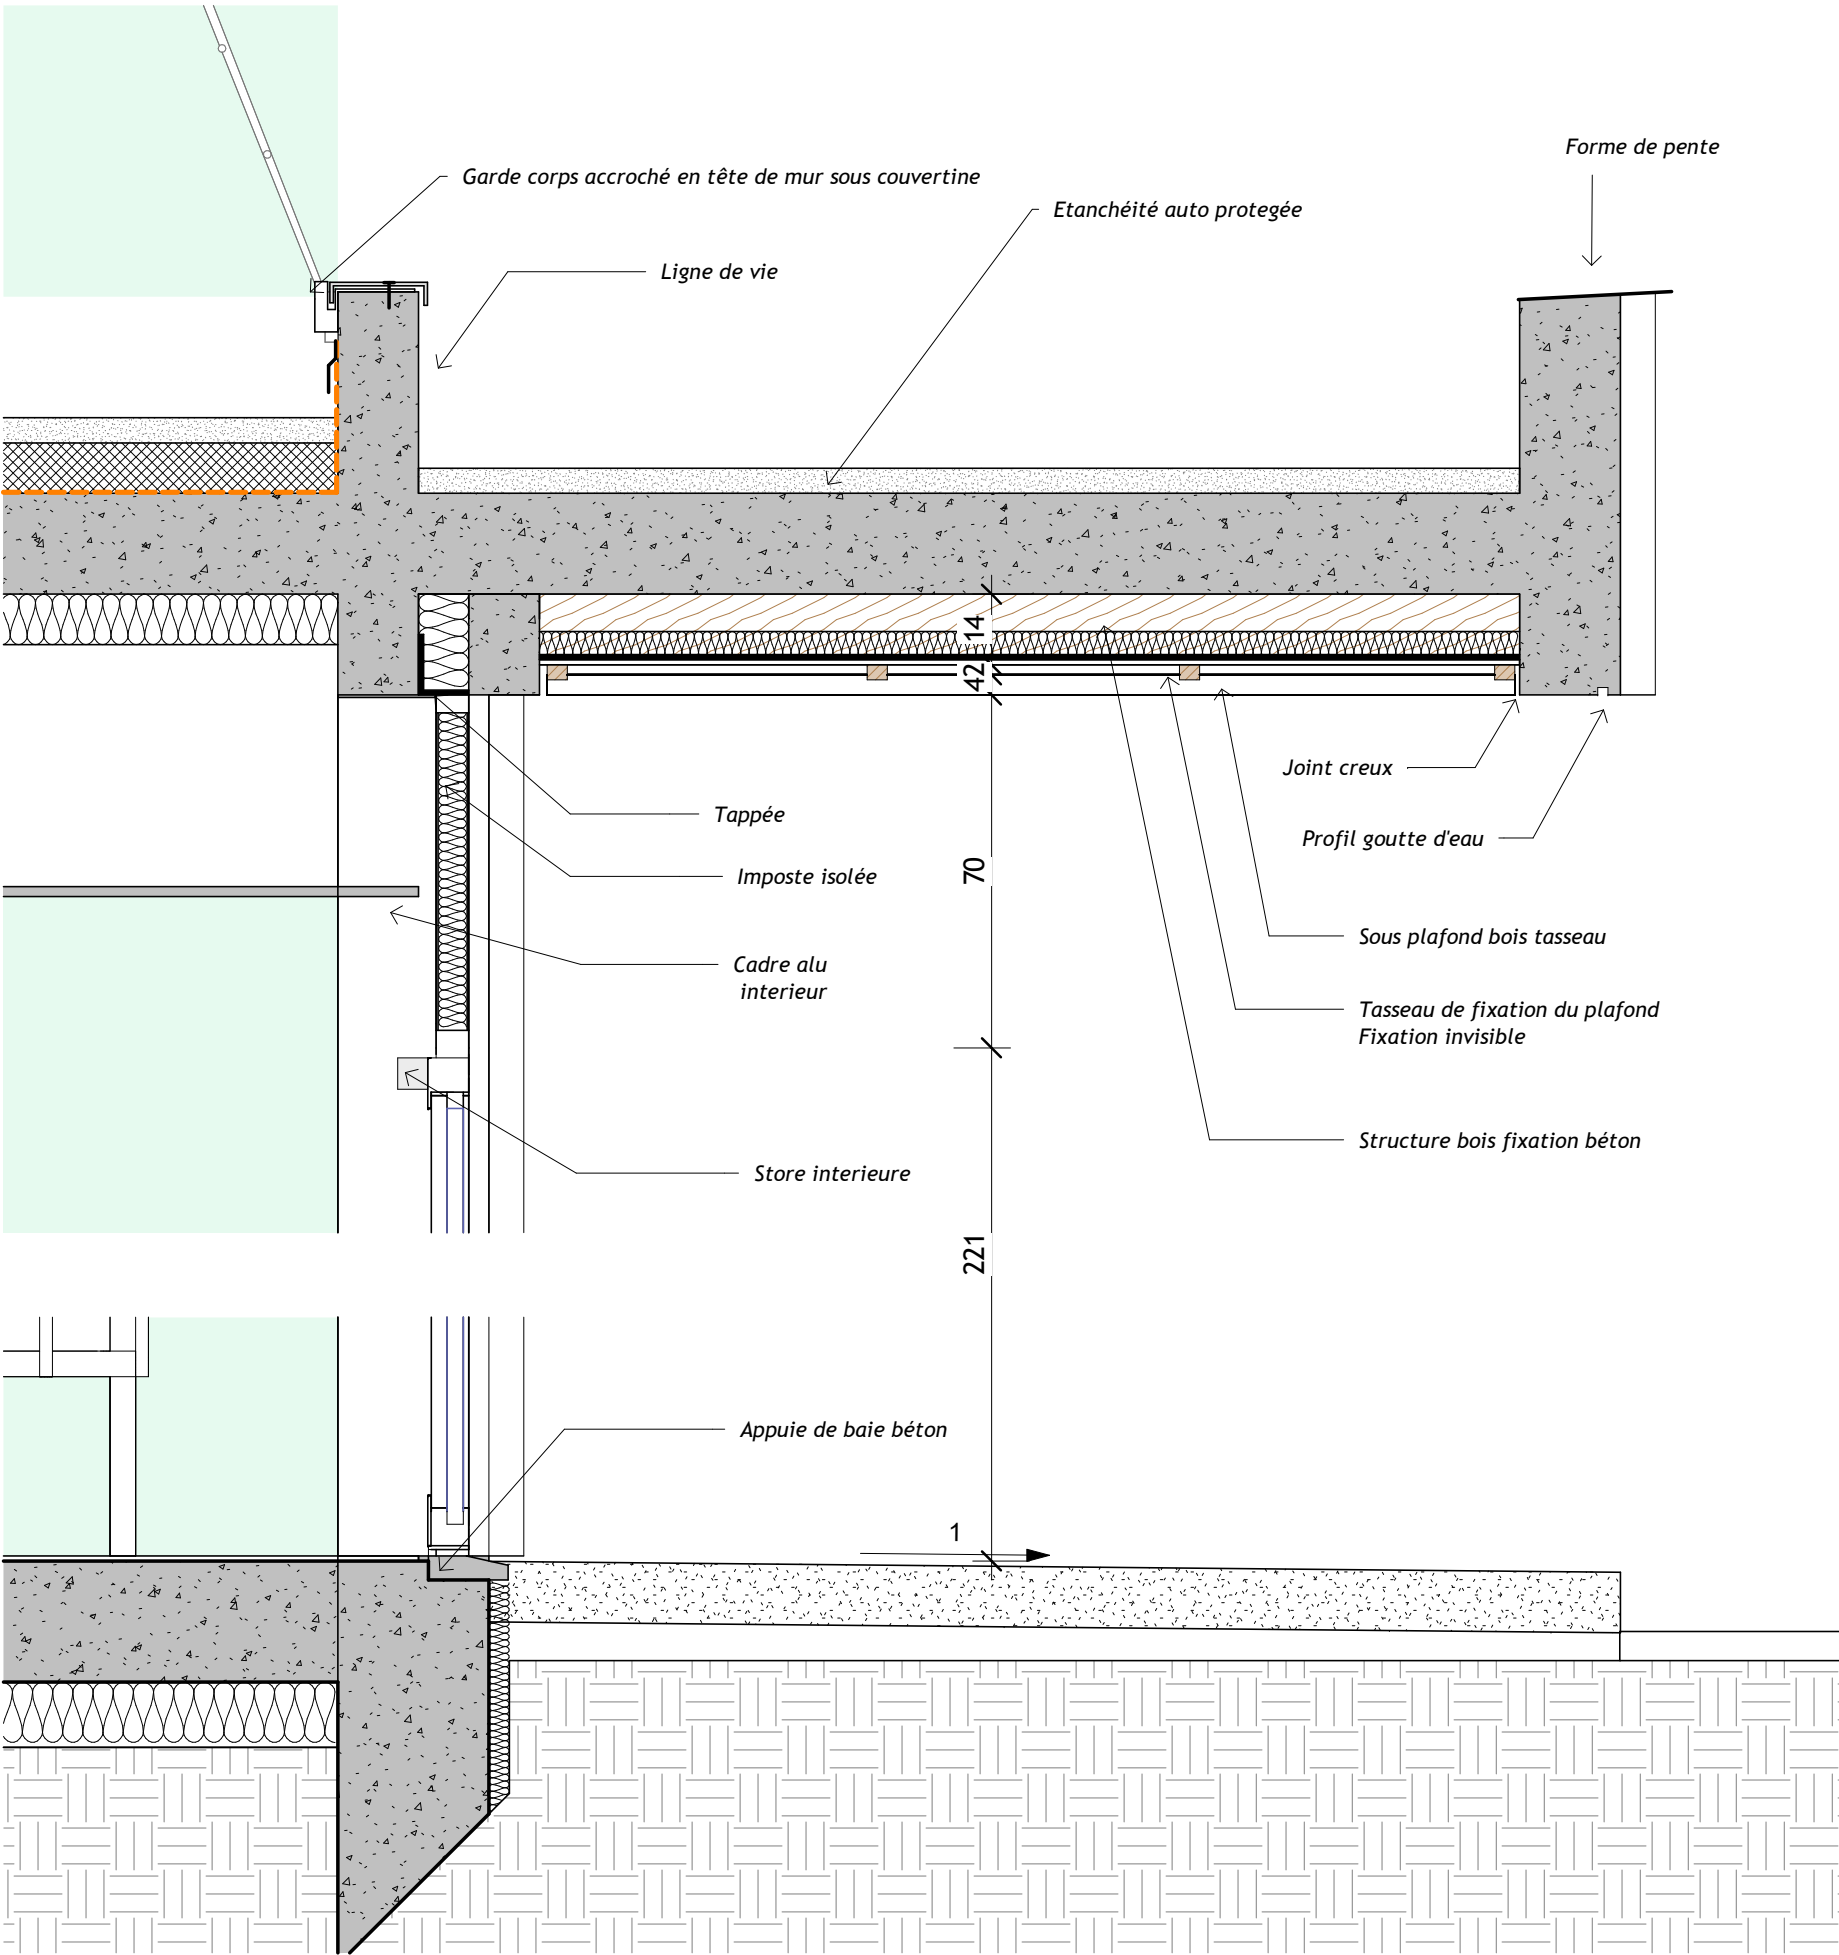 Forme de pente
Garde corps accroché en tête de mur sous couvertine
Etanchéité auto protegée
Ligne de vie
14
42
Joint creux
Tappée
Profil goutte d'eau
70
Imposte isolée
Sous plafond bois tasseau
Cadre alu
interieur
Tasseau de fixation du plafond
Fixation invisible
Structure bois fixation béton
Store interieure
221
Appuie de baie béton
1